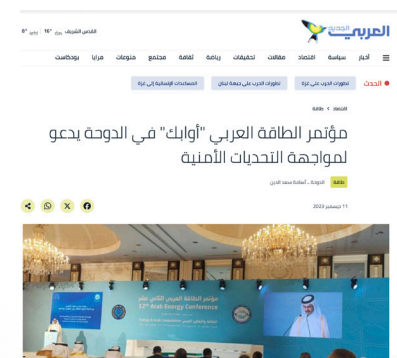 العربي الجديد
القدس الشريف 16°
أخبار سياسة اقتصاد مقالات تحقيقات رياضة ثقافة مجتمع منوعات مرايا بودكاست
الحدث
تطورات الحرب على غزة تطورات الحرب على جبهة لبنان المساعدات الإنسانية إلى غزة
اقتصاد > طاقة
مؤتمر الطاقة العربي "أوابك" في الدوحة يدعو
لمواجهة التحديات الأمنية
طاقة الدوحة ـ أسامة سعد الدين
11 ديسمبر 2023
مؤتمر الطاقة العربي الثاني عشر
12th Arab Energy Conference